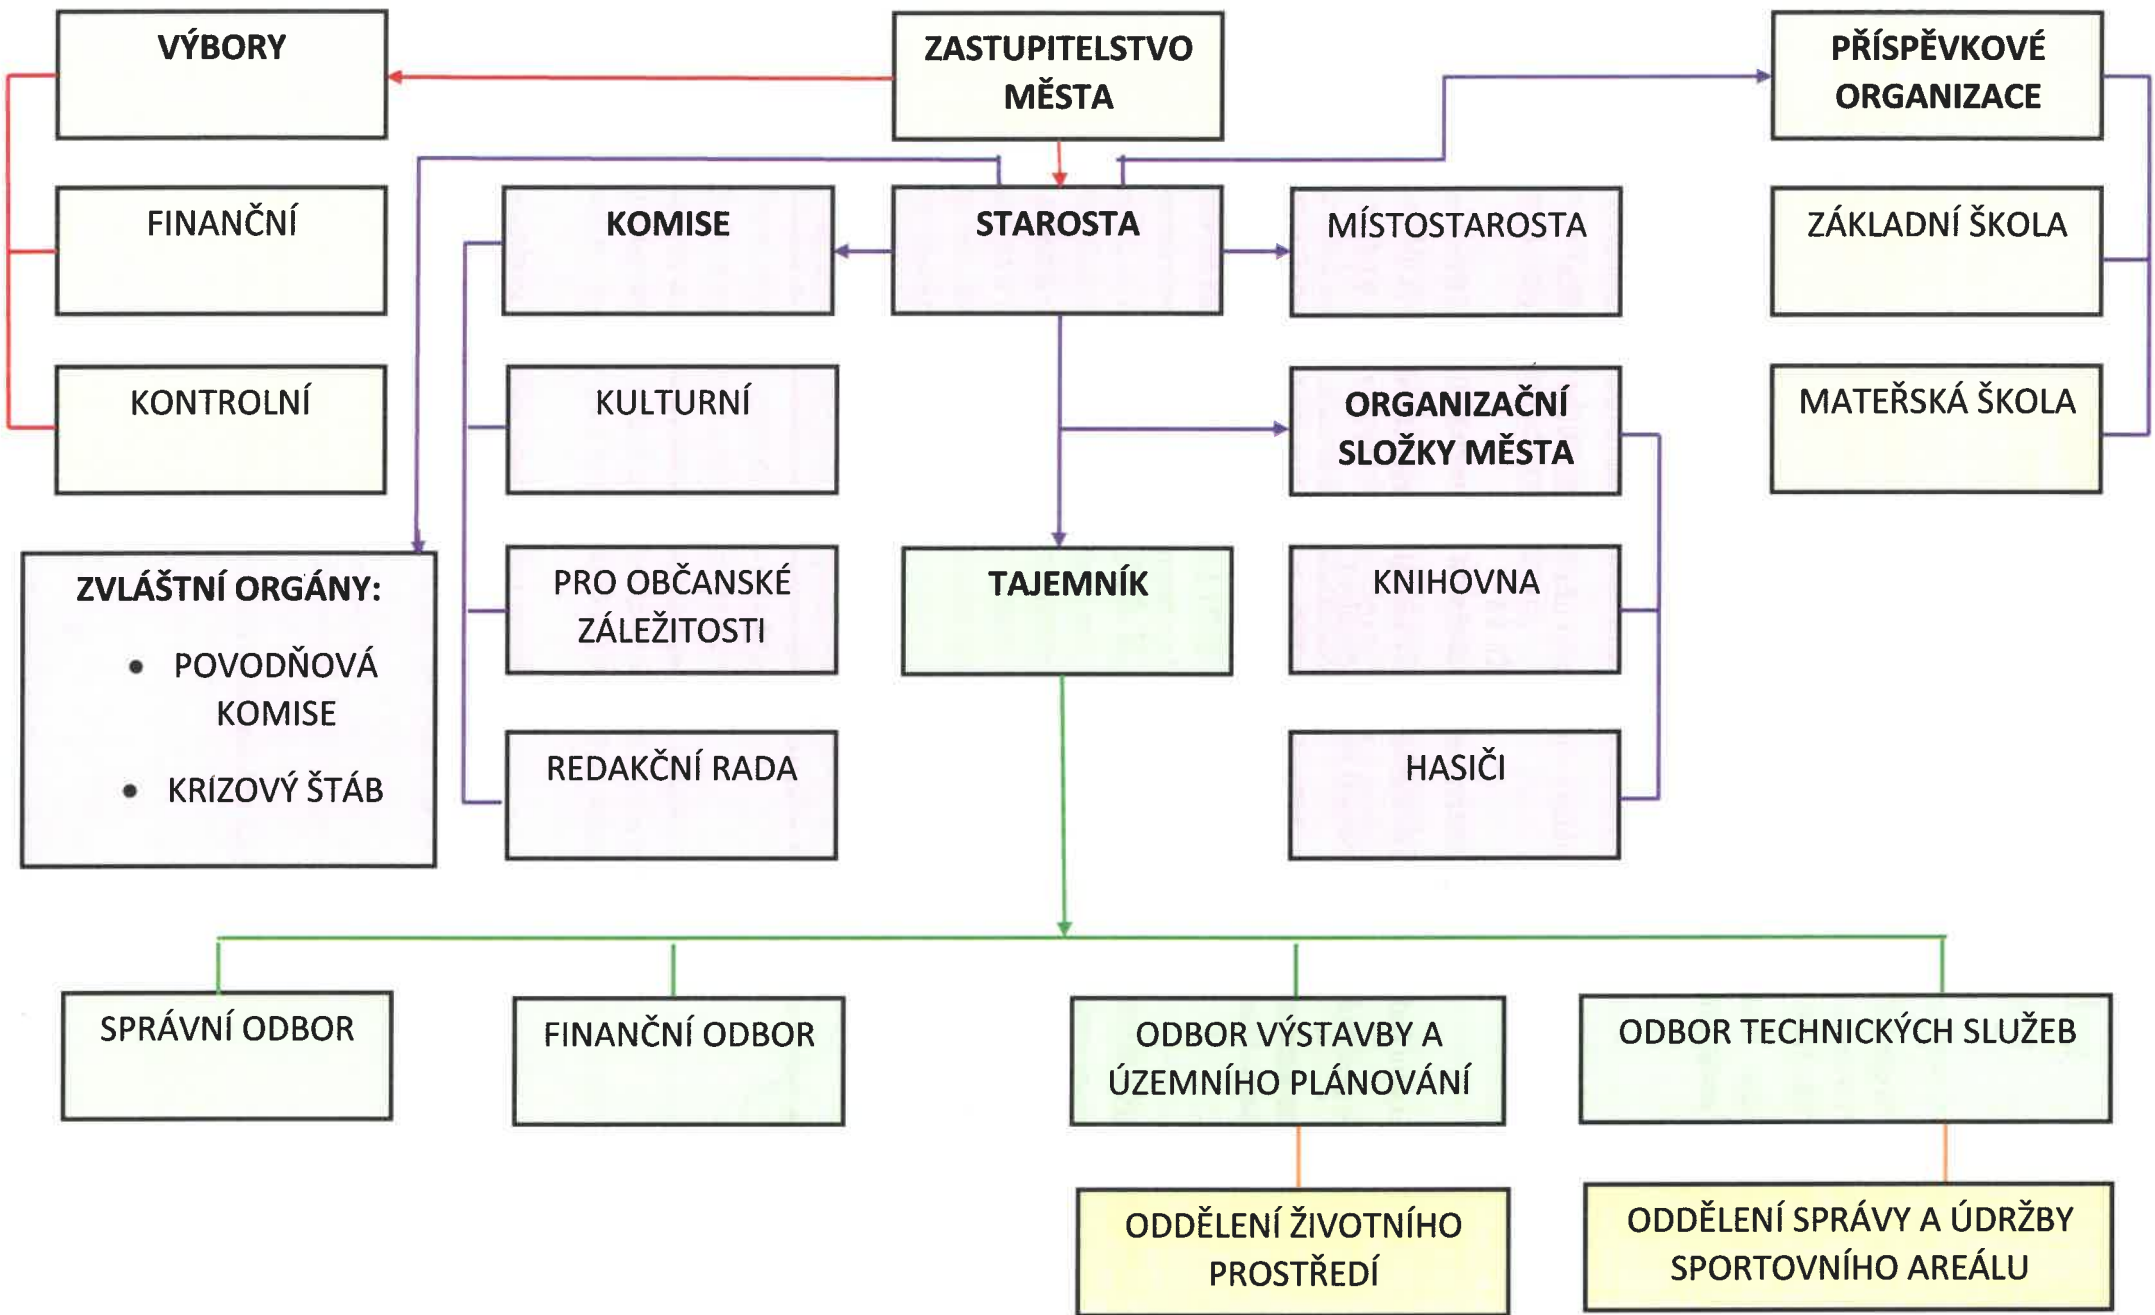 VÝBORY
ZASTUPITELSTVO
MĚSTA
PŘÍSPĚVKOVÉ
ORGANIZACE
FINANČNÍ
KOMISE
STAROSTA
MÍSTOSTAROSTA
ZÁKLADNÍ ŠKOLA
KONTROLNÍ
KULTURNÍ
ORGANIZAČNÍ
SLOŽKY MĚSTA
MATEŘSKÁ ŠKOLA
ZVLÁŠTNÍ ORGÁNY:
• POVODŇOVÁ
KOMISE
• KRIZOVÝ ŠTÁB
PRO OBČANSKÉ
ZÁLEŽITOSTI
TAJEMNÍK
KNIHOVNA
REDAKČNÍ RADA
HASIČI
SPRÁVNÍ ODBOR
FINANČNÍ ODBOR
ODBOR VÝSTAVBY A
ÚZEMNÍHO PLÁNOVÁNÍ
ODBOR TECHNICKÝCH SLUŽEB
ODDĚLENÍ ŽIVOTNÍHO
PROSTŘEDÍ
ODDĚLENÍ SPRÁVY A ÚDRŽBY
SPORTOVNÍHO AREÁLU